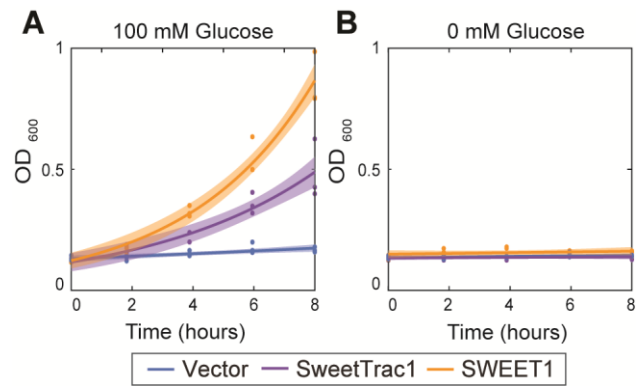 A
100 mM Glucose
B
0 mM Glucose
1
0.5
0
OD 600
0 2 4 6 8
Time (hours)
1
0.5
0
OD 600
0 2 4 6 8
Time (hours)
Vector SweetTrac1 SWEET1